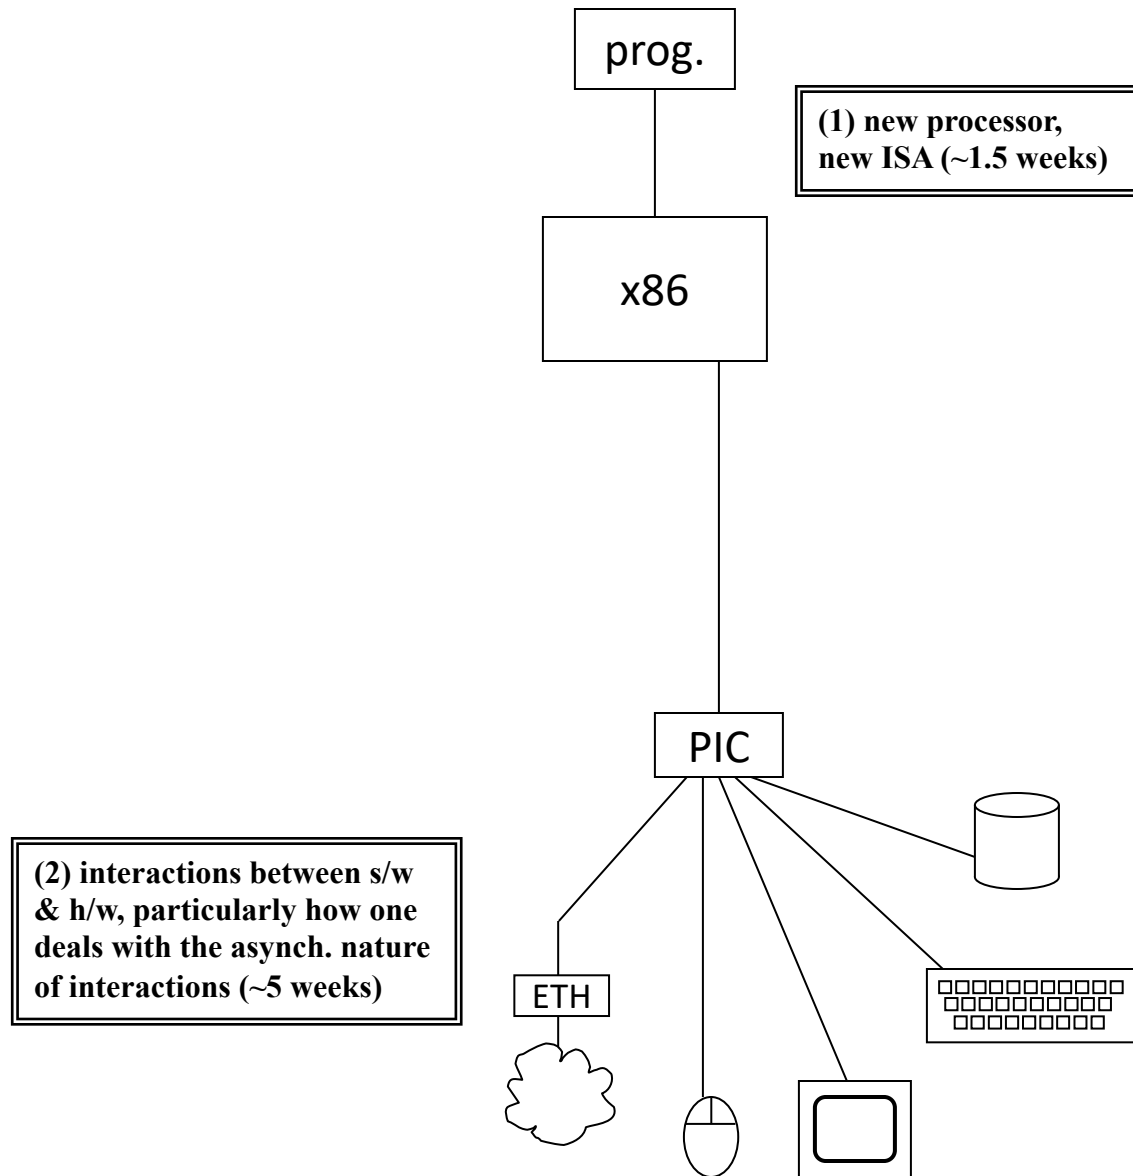 prog.
(1) new processor,
new ISA (~1.5 weeks)
x86
PIC
(2) interactions between s/w
& h/w, particularly how one
deals with the asynch. nature
of interactions (~5 weeks)
ETH